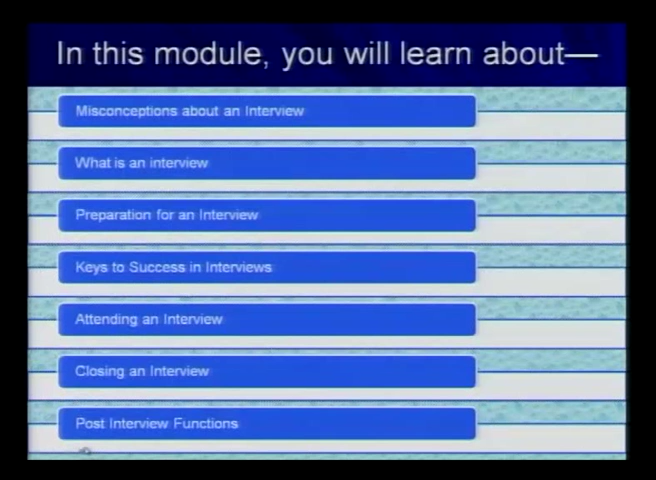 In this module, you will learn about—
Misconceptions about an Interview
What is an interview
Preparation for an Interview
Keys to Success in Interviews
Attending an Interview
Closing an Interview
Post Interview Functions